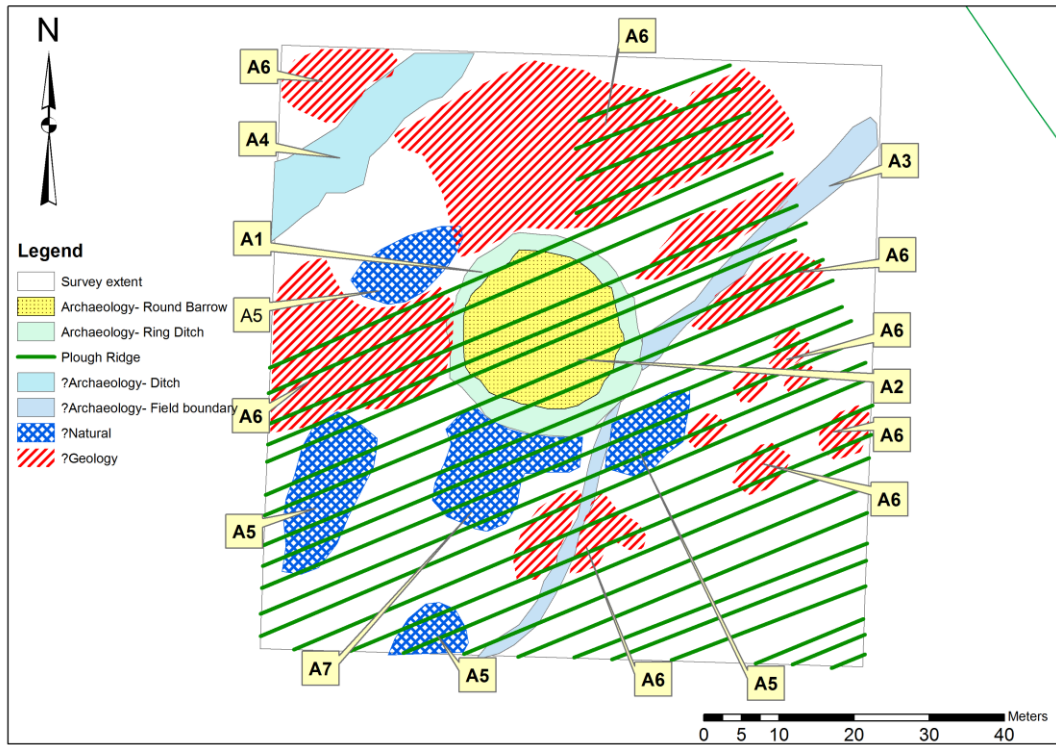 N
A6
A6
A4
A3
A1
A6
A5
A6
A2
A6
A6
A6
A5
A7
A5
A6
A5
Legend
Survey extent
Archaeology- Round Barrow
Archaeology- Ring Ditch
Plough Ridge
?Archaeology- Ditch
?Archaeology- Field boundary
?Natural
?Geology
Meters
0 5 10 20 30 40